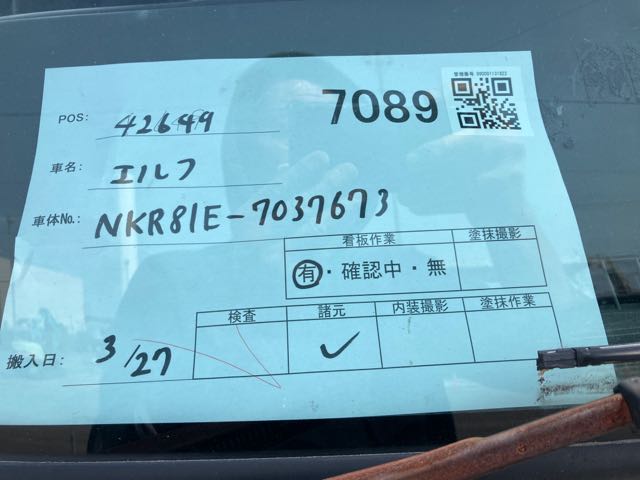 管理番号 990001131822
7089
POS: 42649
車名: エルフ
車体No.: NKR81E-7037673
看板作業 塗抹撮影
有・確認中・無
検査 諸元 内装撮影 塗抹作業
搬入日: 3/27